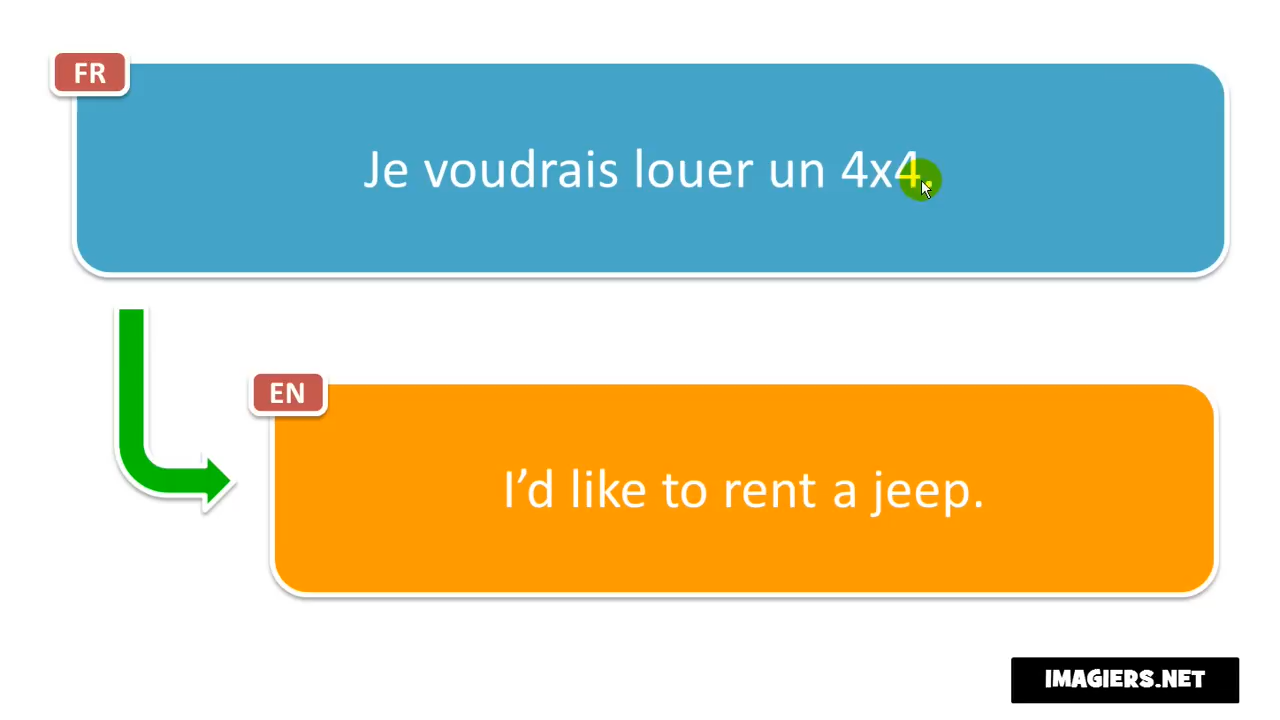 FR
Je voudrais louer un 4x4.
EN
I’d like to rent a jeep.
IMAGIERS.NET